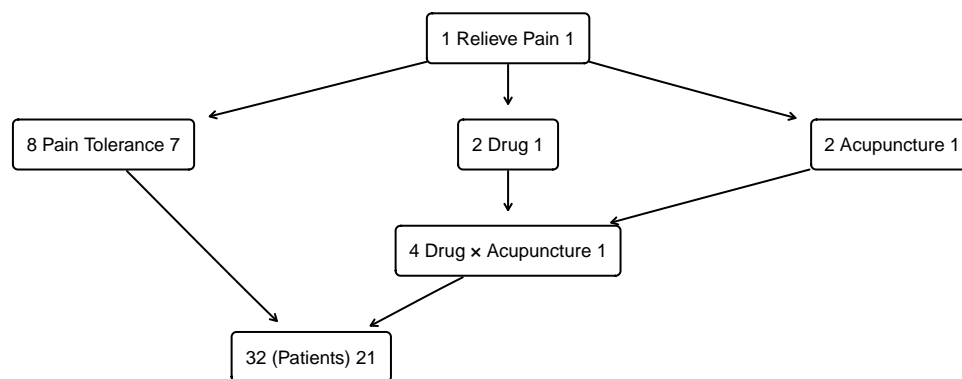 1 Relieve Pain 1
8 Pain Tolerance 7
2 Drug 1
2 Acupuncture 1
4 Drug × Acupuncture 1
32 (Patients) 21